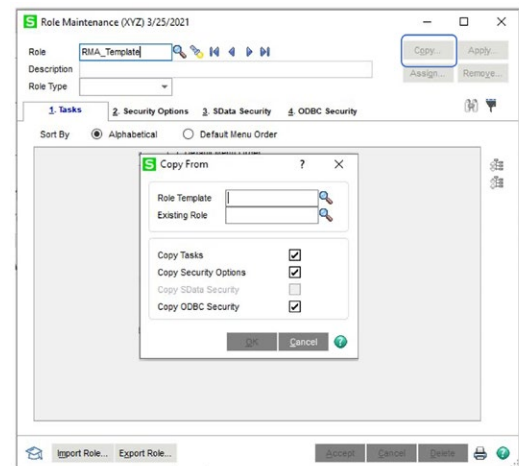 S Role Maintenance (XYZ) 3/25/2021
Role RMA_Template Copy... Apply...
Description Assign... Remove...
Role Type
1. Tasks 2. Security Options 3. SData Security 4. ODBC Security
Sort By Alphabetical Default Menu Order
S Copy From ?
Role Template
Existing Role
Copy Tasks
Copy Security Options
Copy SData Security
Copy ODBC Security
OK Cancel ?
Import Role... Export Role... Accept Cancel Delete ?